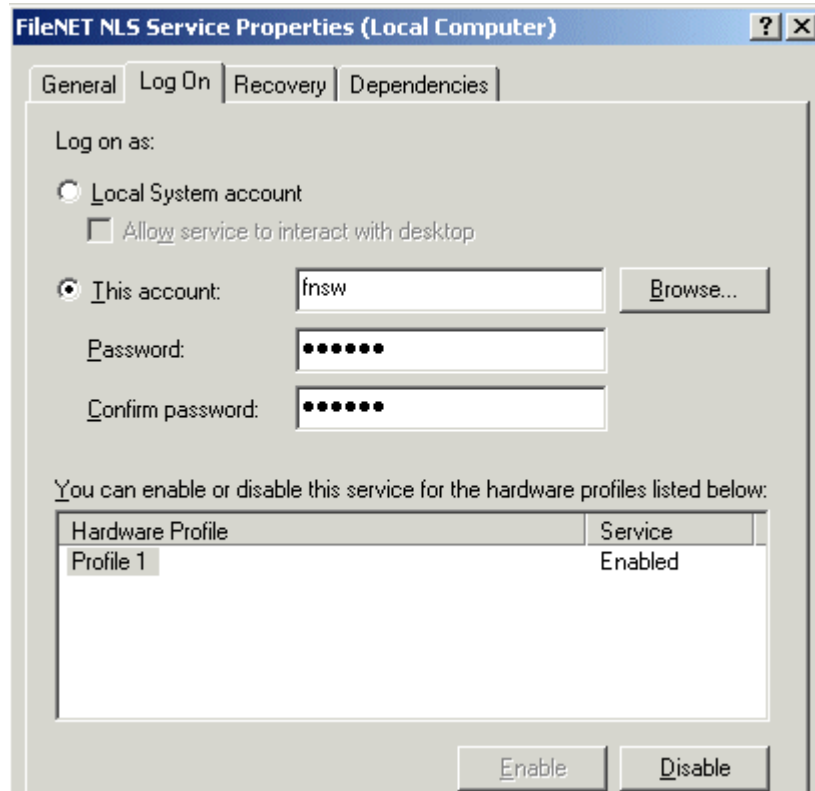 FileNET NLS Service Properties (Local Computer)
General Log On Recovery Dependencies
Log on as:
Local System account
Allow service to interact with desktop
This account: fnsw Browse...
Password: ●●●●●●
Confirm password: ●●●●●●
You can enable or disable this service for the hardware profiles listed below:
Hardware Profile Service
Profile 1 Enabled
Enable Disable